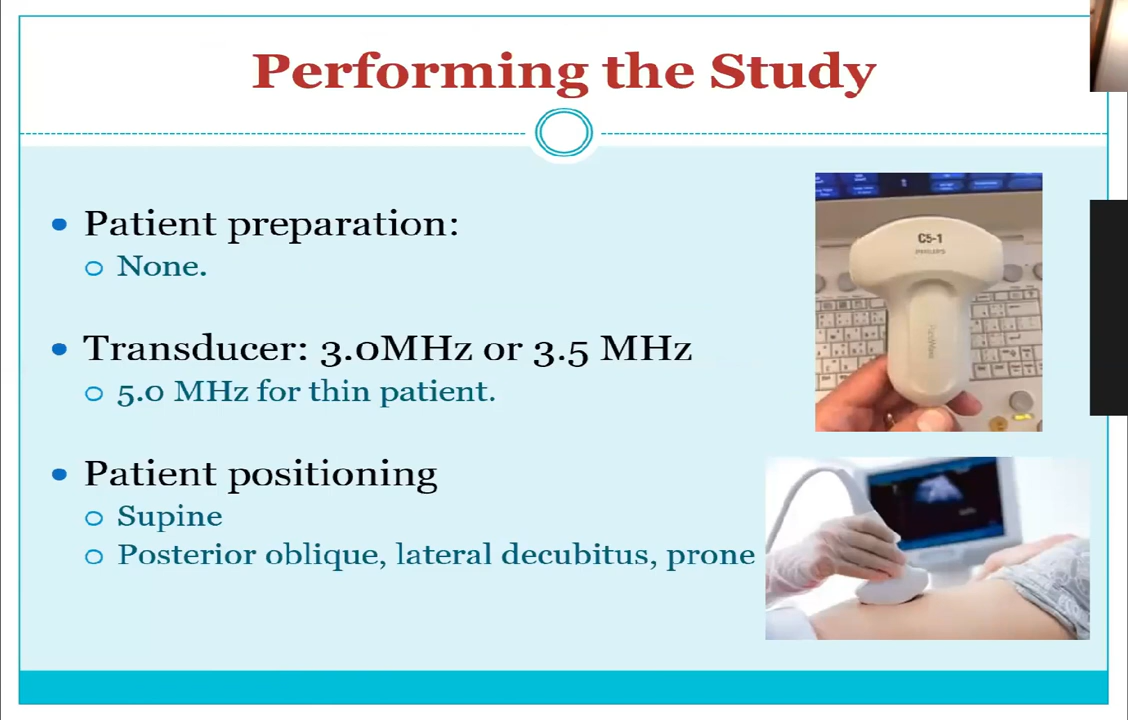 Performing the Study
Patient preparation:
None.
Transducer: 3.0MHz or 3.5 MHz
5.0 MHz for thin patient.
Patient positioning
Supine
Posterior oblique, lateral decubitus, prone
C5-1
PHILIPS